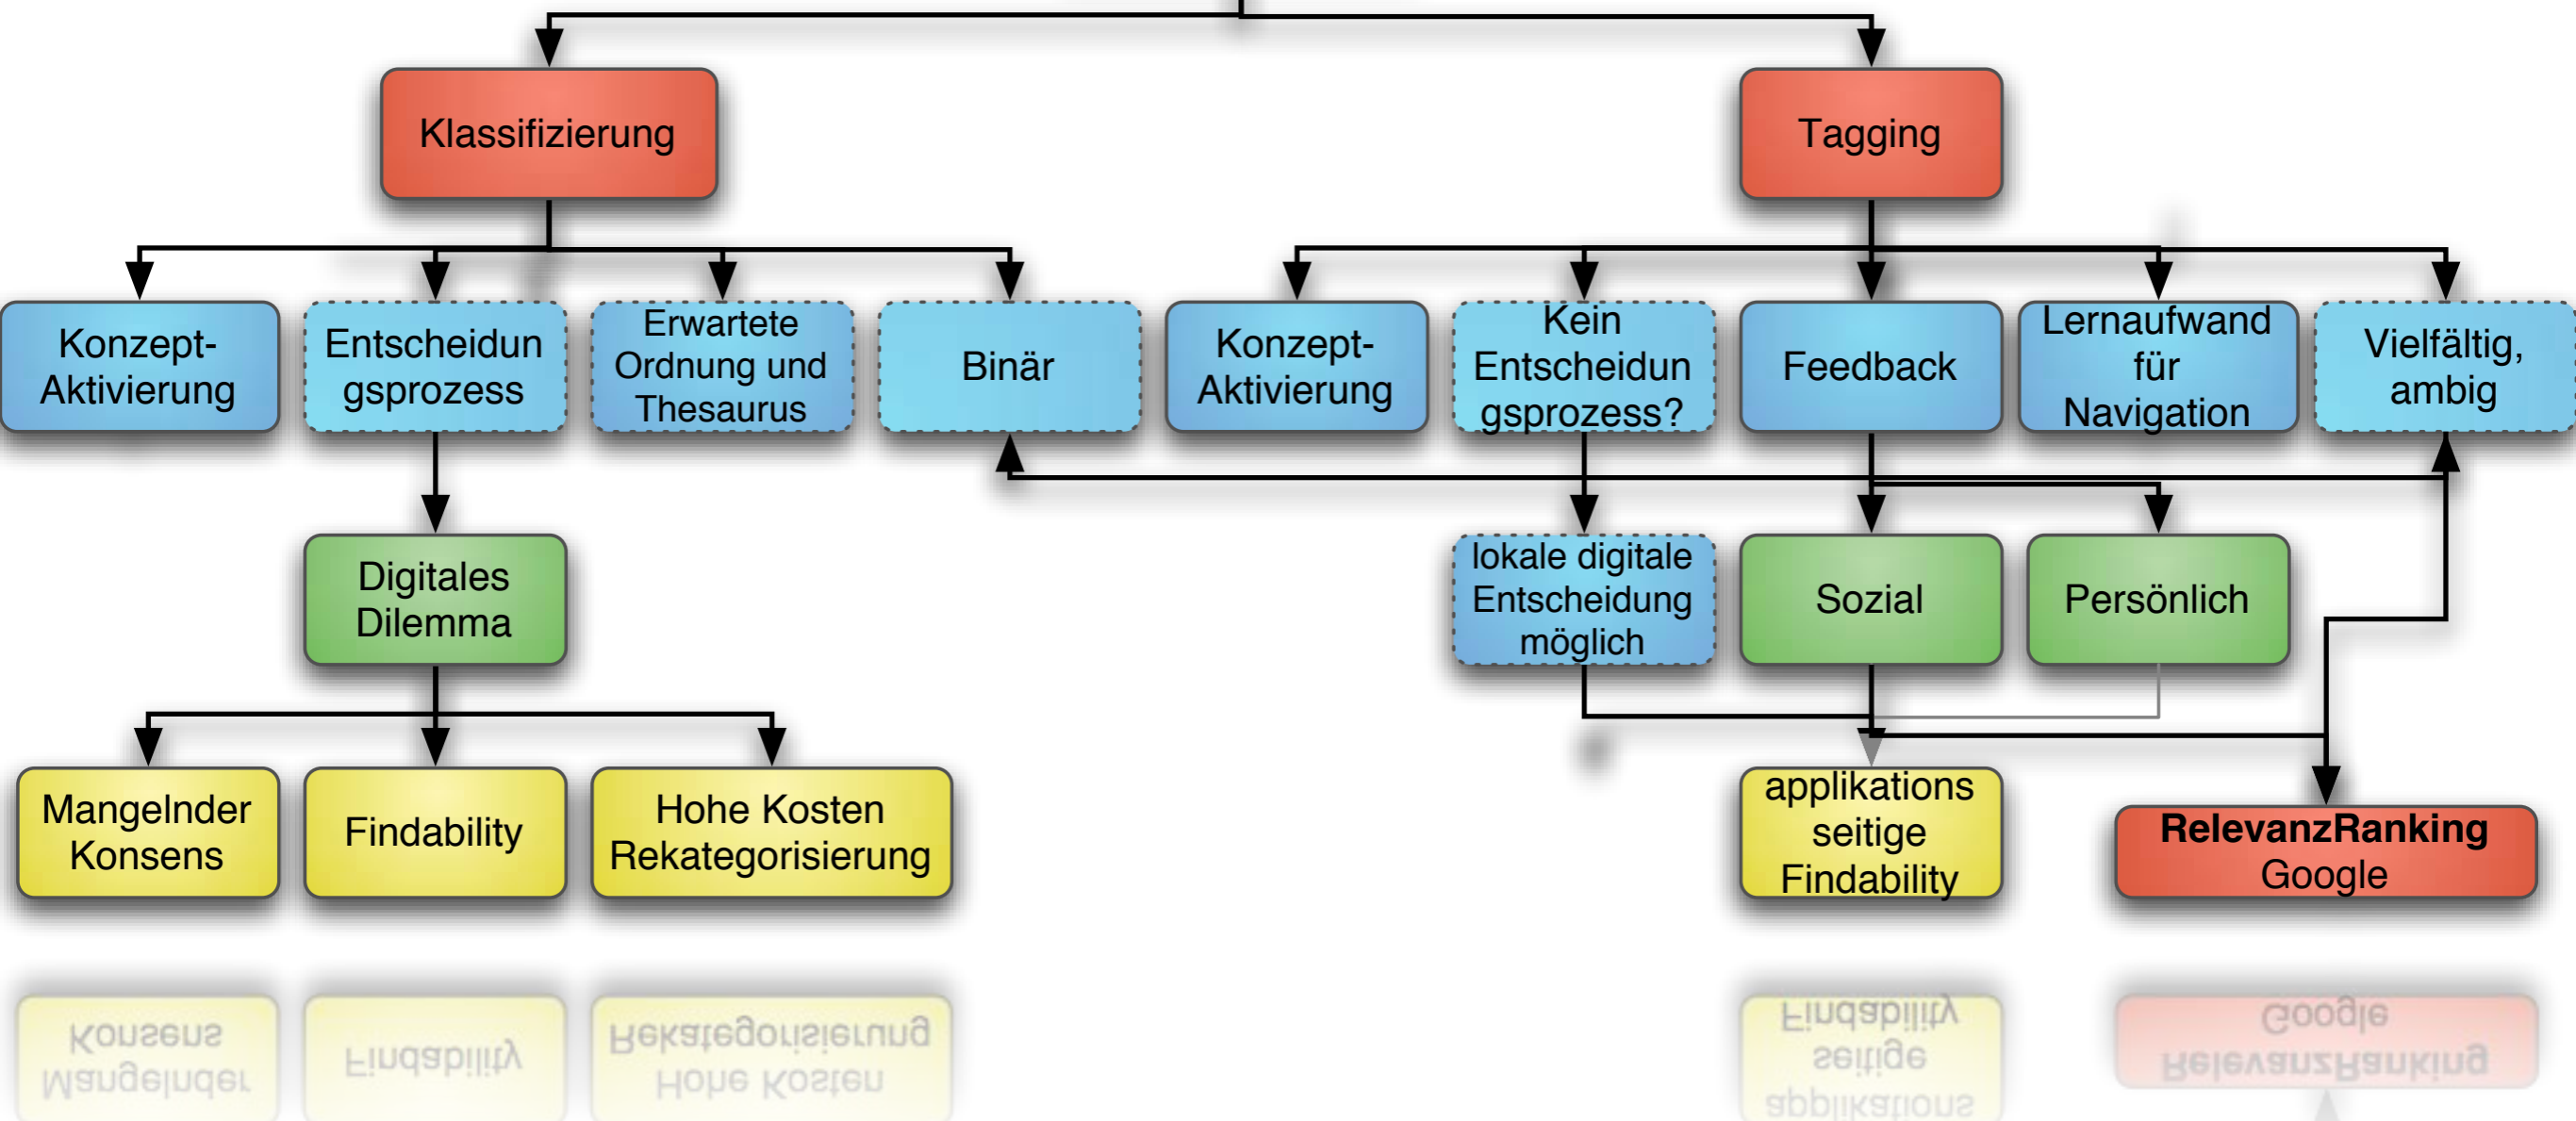 Klassifizierung
Tagging
Konzept-
Aktivierung
Entscheidun
gsprozess
Erwartete
Ordnung und
Thesaurus
Binär
Konzept-
Aktivierung
Kein
Entscheidun
gsprozess?
Feedback
Lernaufwand
für
Navigation
Vielfältig,
ambig
Digitales
Dilemma
lokale digitale
Entscheidung
möglich
Sozial
Persönlich
Mangelnder
Konsens
Findability
Hohe Kosten
Rekategorisierung
applikations
seitige
Findability
RelevanzRanking
Google